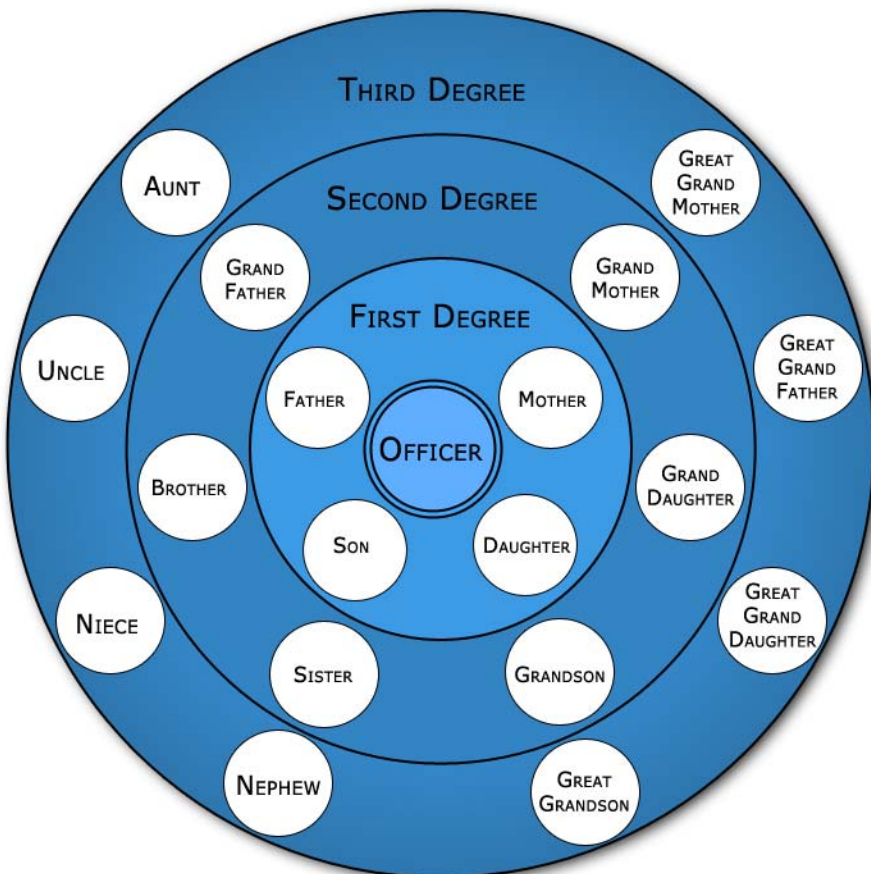 THIRD DEGREE
AUNT
GREAT
GRAND
MOTHER
SECOND DEGREE
GRAND
FATHER
GRAND
MOTHER
FIRST DEGREE
UNCLE
GREAT
GRAND
FATHER
FATHER
MOTHER
OFFICER
BROTHER
GRAND
DAUGHTER
SON
DAUGHTER
NIECE
GREAT
GRAND
DAUGHTER
SISTER
GRANDSON
NEPHEW
GREAT
GRANDSON